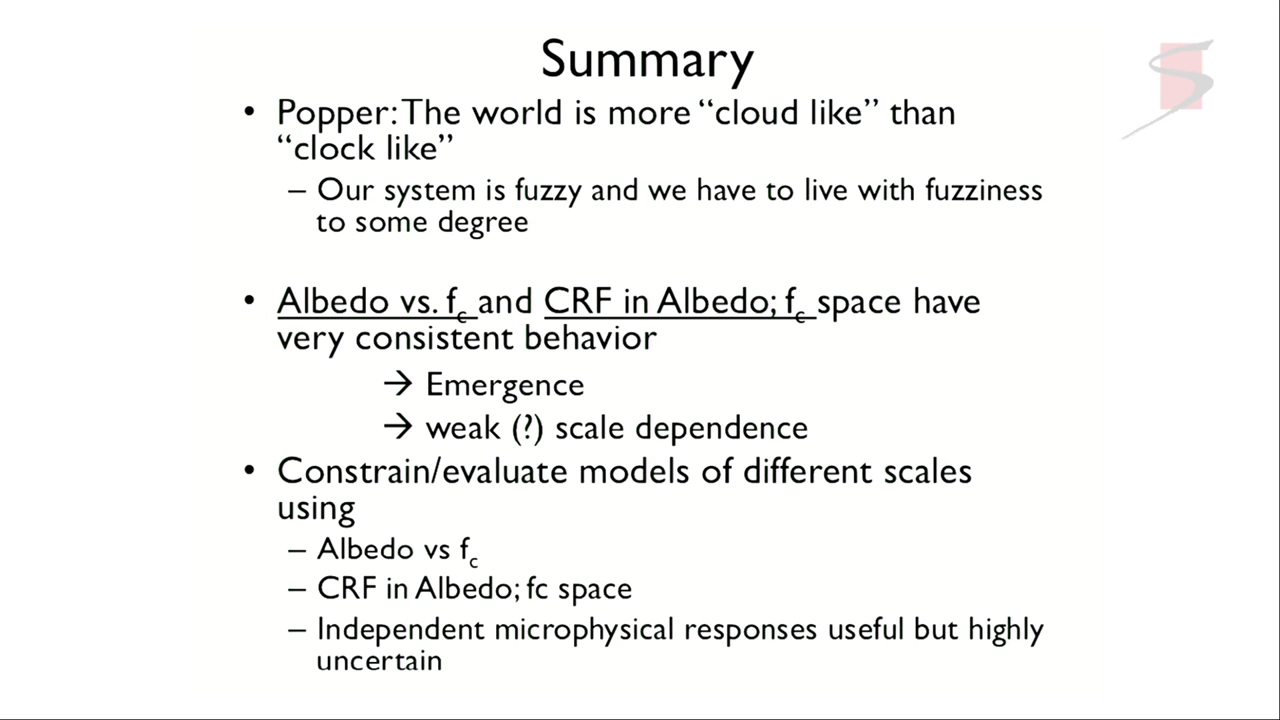 Summary
• Popper: The world is more “cloud like” than
“clock like”
– Our system is fuzzy and we have to live with fuzziness
to some degree
• Albedo vs. fc and CRF in Albedo; fc space have
very consistent behavior
→ Emergence
→ weak (?) scale dependence
• Constrain/evaluate models of different scales
using
– Albedo vs fc
– CRF in Albedo; fc space
– Independent microphysical responses useful but highly
uncertain